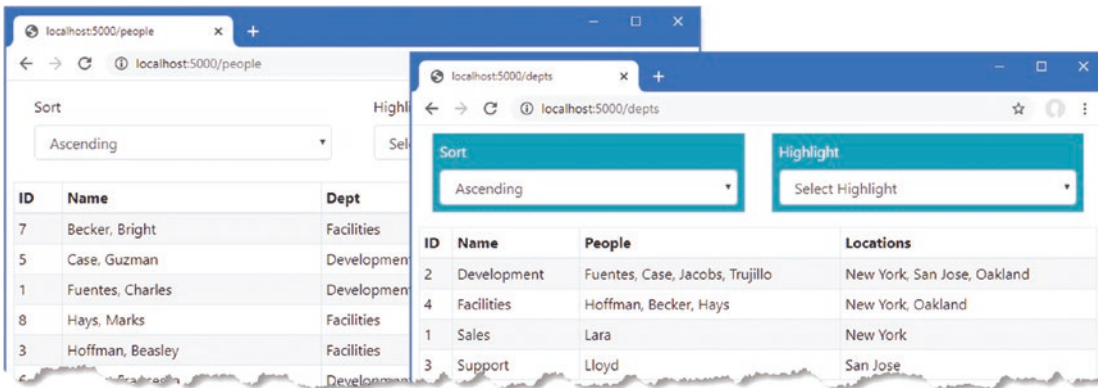 localhost:5000/people
localhost:5000/people
Sort
Ascending
Highli
Sel
ID Name Dept
7 Becker, Bright Facilities
5 Case, Guzman Developmen
1 Fuentes, Charles Developmen
8 Hays, Marks Facilities
3 Hoffman, Beasley Facilities
localhost:5000/depts
localhost:5000/depts
Sort
Ascending
Highlight
Select Highlight
ID Name People Locations
2 Development Fuentes, Case, Jacobs, Trujillo New York, San Jose, Oakland
4 Facilities Hoffman, Becker, Hays New York, Oakland
1 Sales Lara New York
3 Support Lloyd San Jose